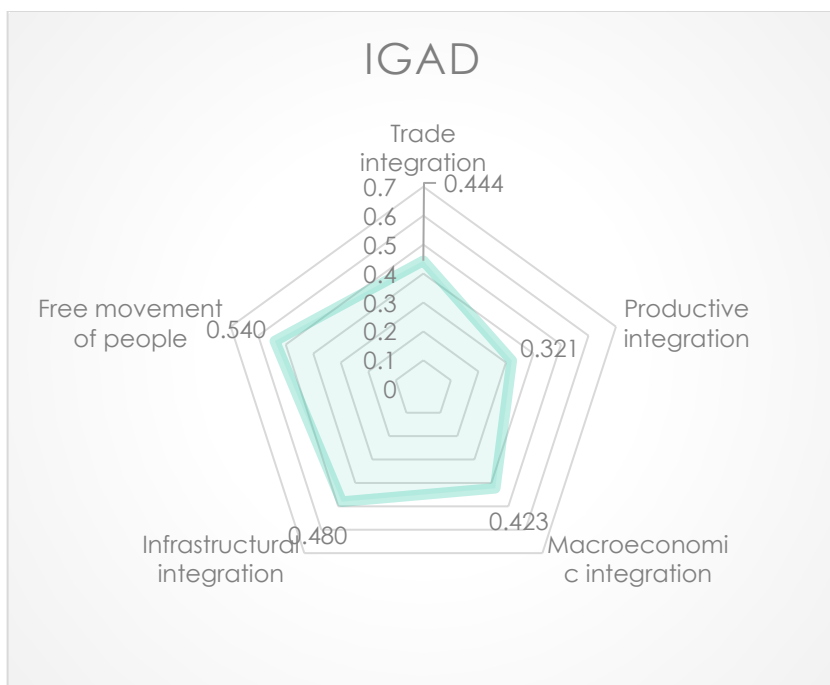 IGAD
Trade
integration
0.444
0.7
0.6
0.5
0.4
0.3
0.2
0.1
0
Productive
integration
0.321
Macroeconomi
c integration
0.423
Infrastructural
integration
0.480
Free movement
of people
0.540